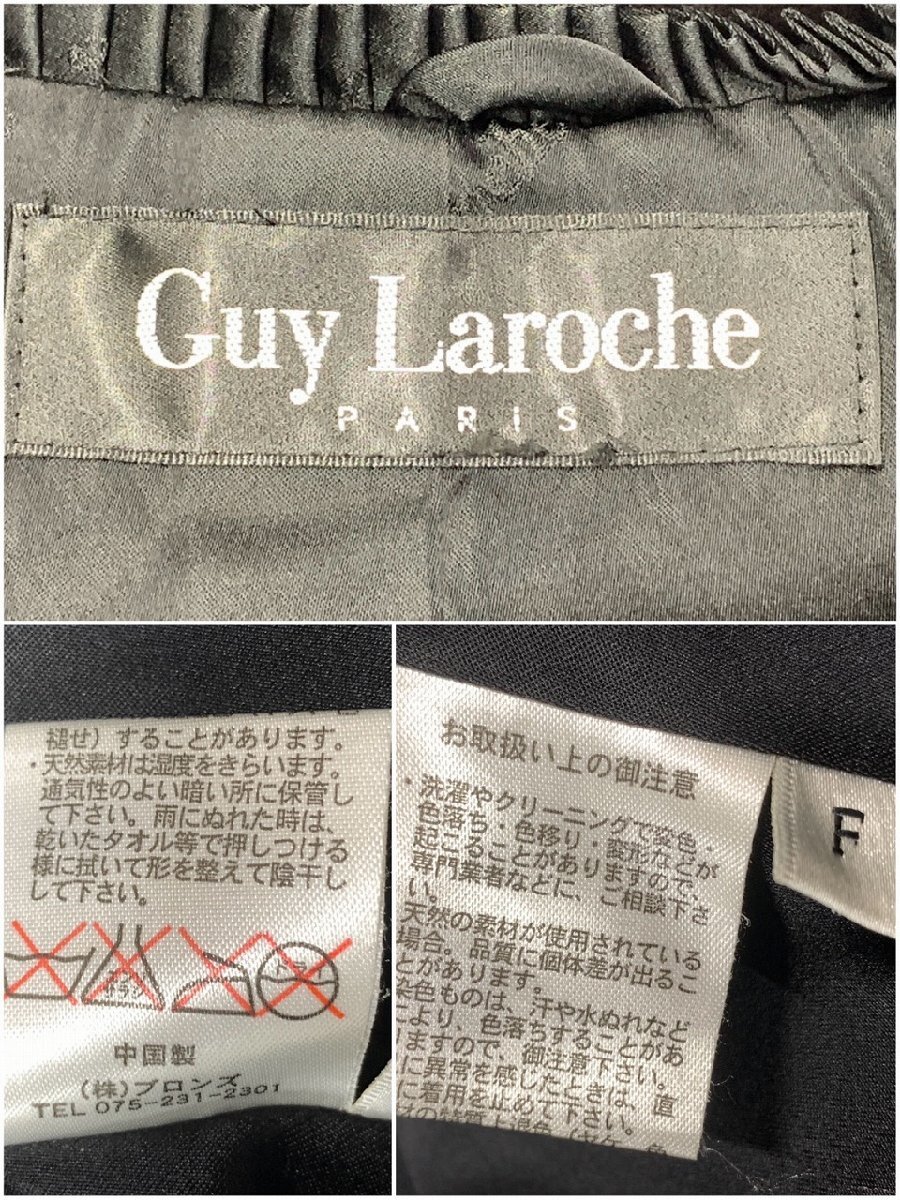 Guy Laroche
PARIS
褪せ）することがあります。
・天然素材は湿度をきらいます。
通気性のよい暗い所に保管し
て下さい。雨にぬれた時は、
乾いたタオル等で押しつける
様に拭いて形を整えて陰干し
して下さい。
エンソ
ドライ
中国製
（株）ブロンズ
TEL 075-231-2301
お取扱い上の御注意
・洗濯やクリーニングで変色・
色落ち・色移り・変形などが
起こることがありますので、
専門業者などに、ご相談下さ
い。
天然の素材が使用されている
場合。品質に個体差が出るこ
とがあります。
染色ものは、汗や水ぬれなど
により、色落ちすることがあ
ますので、御注意下さい。
に異常を感じたときは、直
に着用を止めて下さい。
F